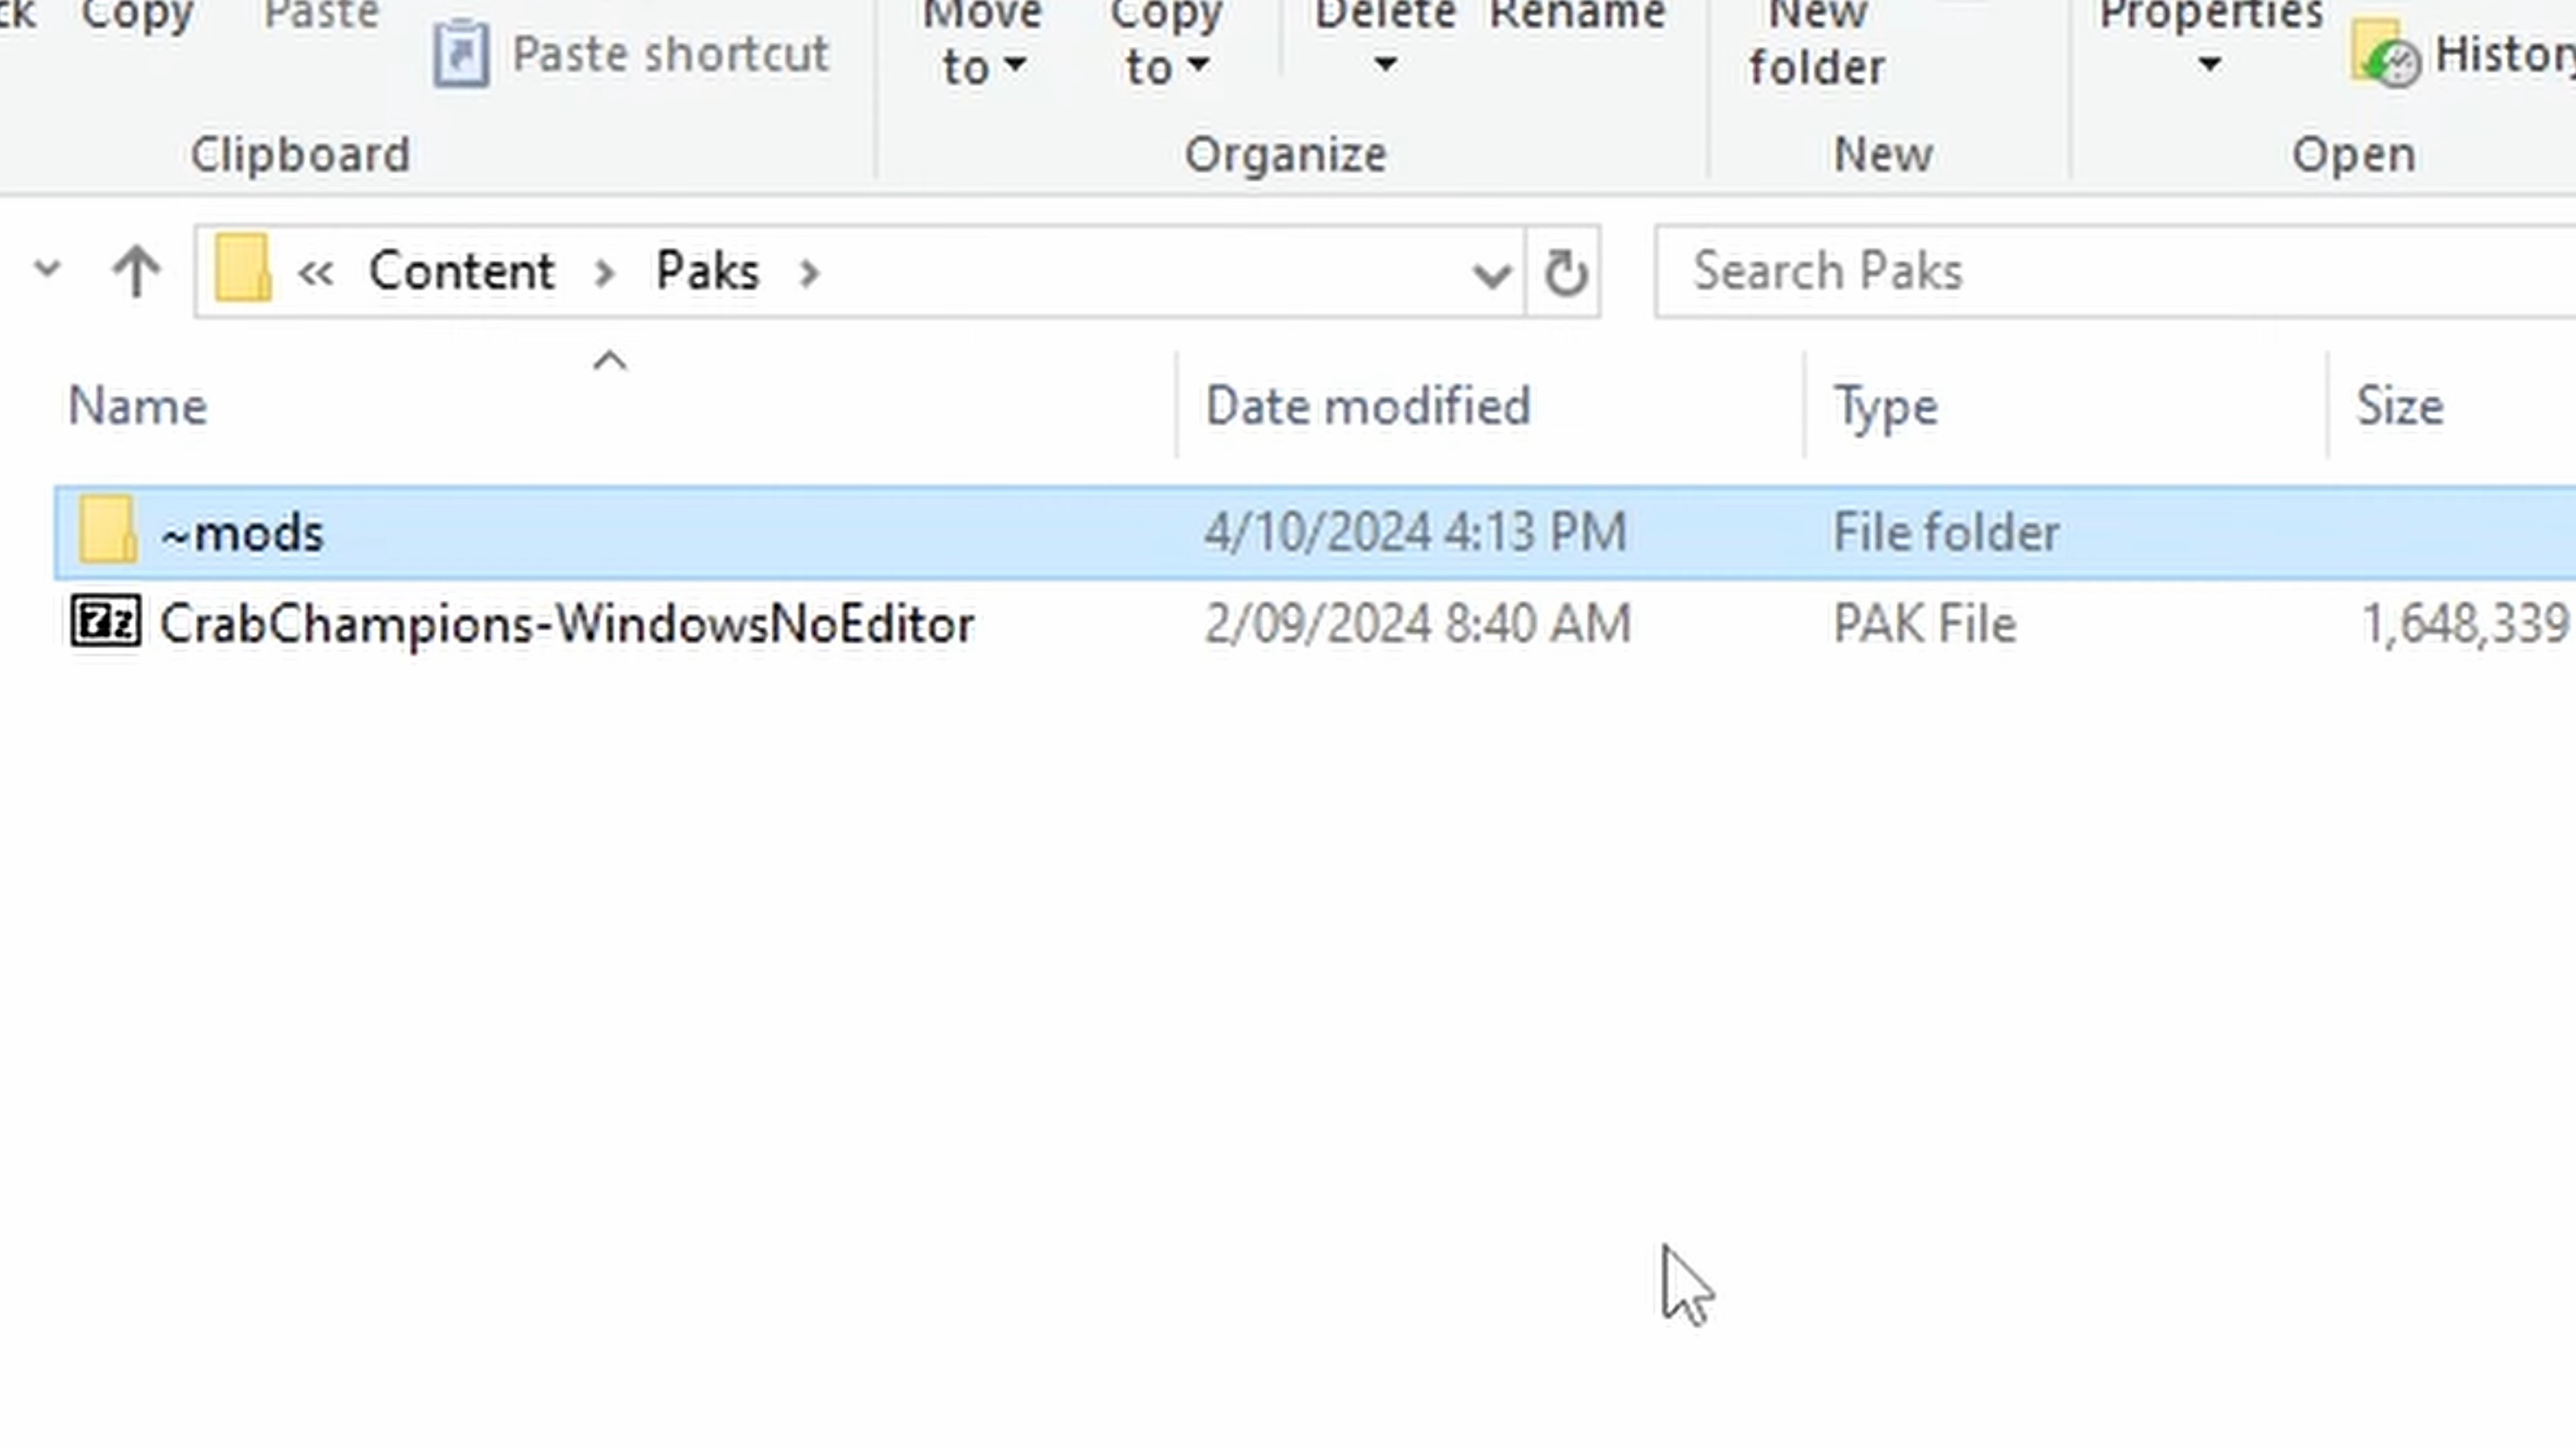 Copy Paste Move Copy Delete Rename New Properties
Paste shortcut to to folder History
Clipboard Organize New Open
« Content > Paks > Search Paks
Name Date modified Type Size
~mods 4/10/2024 4:13 PM File folder
CrabChampions-WindowsNoEditor 2/09/2024 8:40 AM PAK File 1,648,339